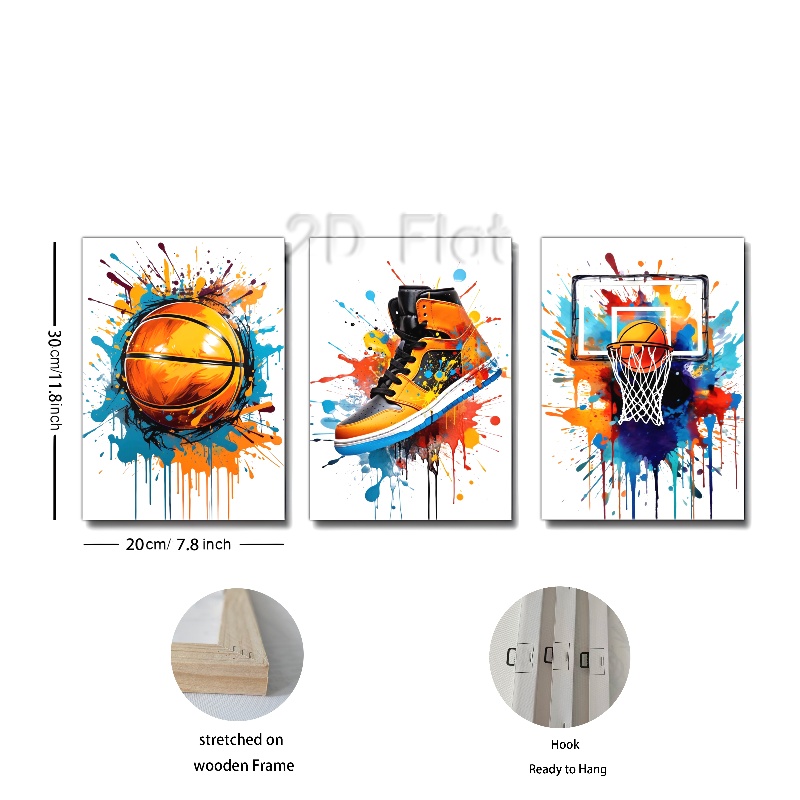 2D Flat
30cm/11.8inch
20cm/ 7.8 inch
stretched on
wooden Frame
Hook
Ready to Hang